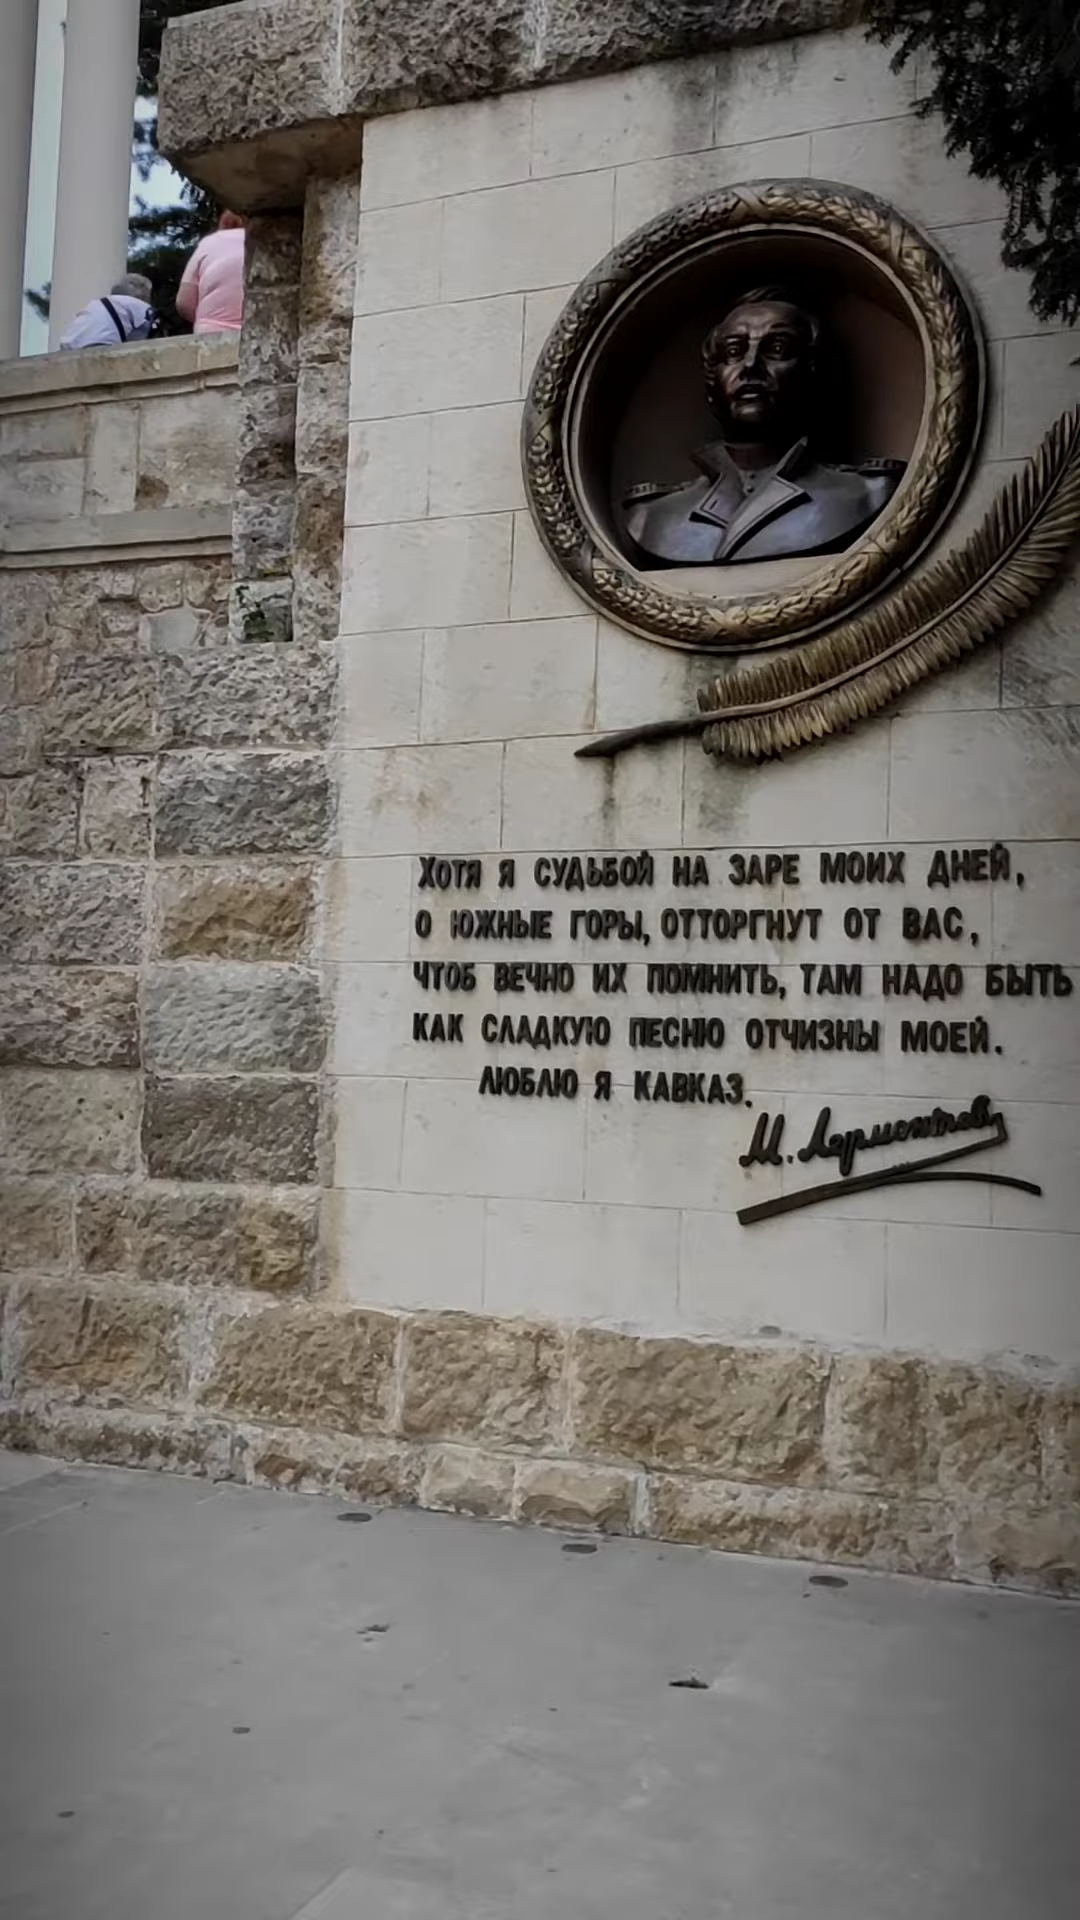 ХОТЯ Я СУДЬБОЙ НА ЗАРЕ МОИХ ДНЕЙ,
О ЮЖНЫЕ ГОРЫ, ОТТОРГНУТ ОТ ВАС,
ЧТОБ ВЕЧНО ИХ ПОМНИТЬ, ТАМ НАДО БЫТЬ
КАК СЛАДКУЮ ПЕСНЮ ОТЧИЗНЫ МОЕЙ.
ЛЮБЛЮ Я КАВКАЗ.
М. Лермонтов